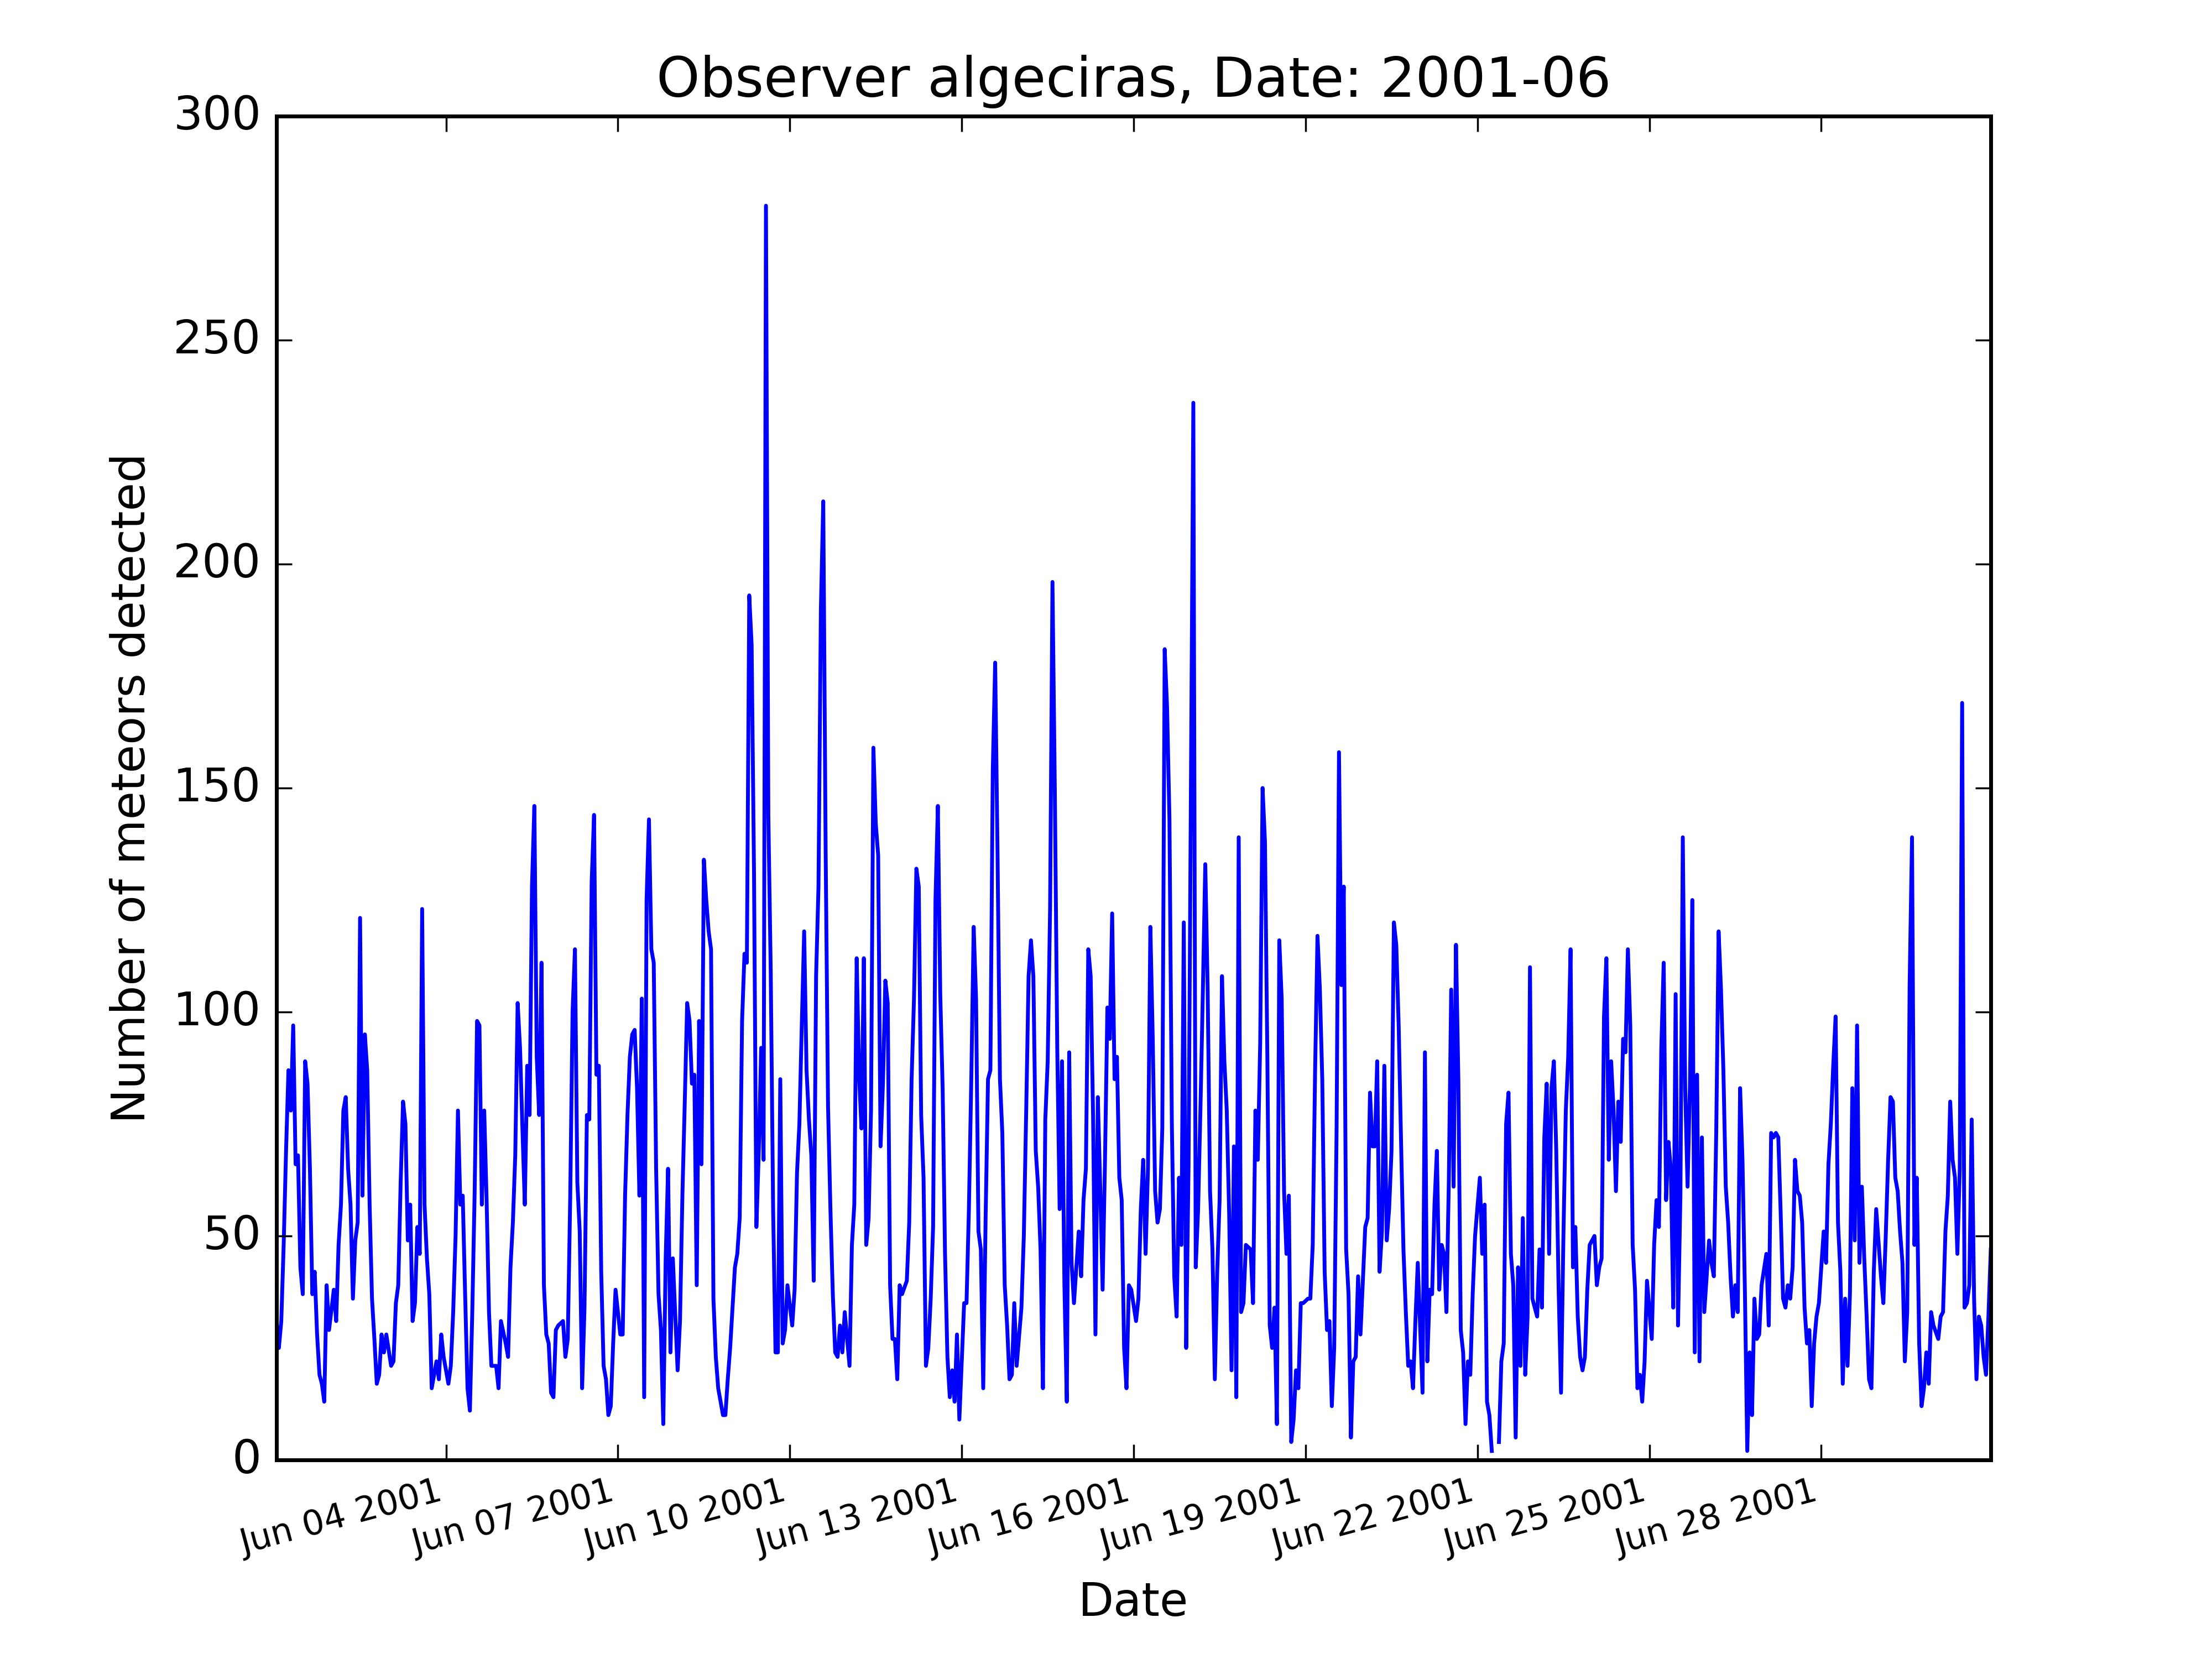 Observer algeciras, Date: 2001-06
300
250
200
150
100
50
0
Number of meteors detected
Jun 04 2001
Jun 07 2001
Jun 10 2001
Jun 13 2001
Jun 16 2001
Jun 19 2001
Jun 22 2001
Jun 25 2001
Jun 28 2001
Date